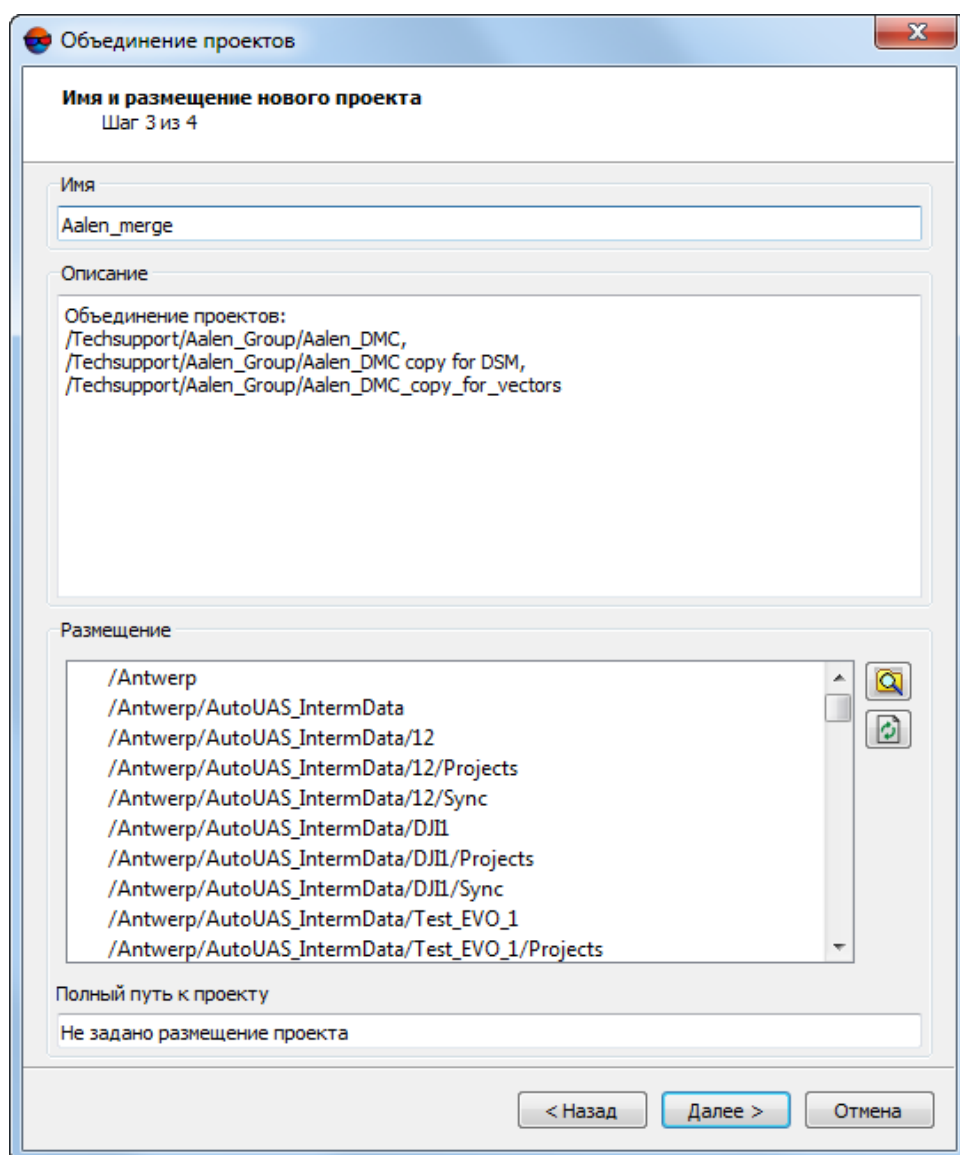 Объединение проектов
Имя и размещение нового проекта
Шаг 3 из 4
Имя
Aalen_merge
Описание
Объединение проектов:
/Techsupport/Aalen_Group/Aalen_DMC,
/Techsupport/Aalen_Group/Aalen_DMC copy for DSM,
/Techsupport/Aalen_Group/Aalen_DMC_copy_for_vectors
Размещение
/Antwerp
/Antwerp/AutoUAS_IntermData
/Antwerp/AutoUAS_IntermData/12
/Antwerp/AutoUAS_IntermData/12/Projects
/Antwerp/AutoUAS_IntermData/12/Sync
/Antwerp/AutoUAS_IntermData/DJI1
/Antwerp/AutoUAS_IntermData/DJI1/Projects
/Antwerp/AutoUAS_IntermData/DJI1/Sync
/Antwerp/AutoUAS_IntermData/Test_EVO_1
/Antwerp/AutoUAS_IntermData/Test_EVO_1/Projects
Полный путь к проекту
Не задано размещение проекта
< Назад
Далее >
Отмена